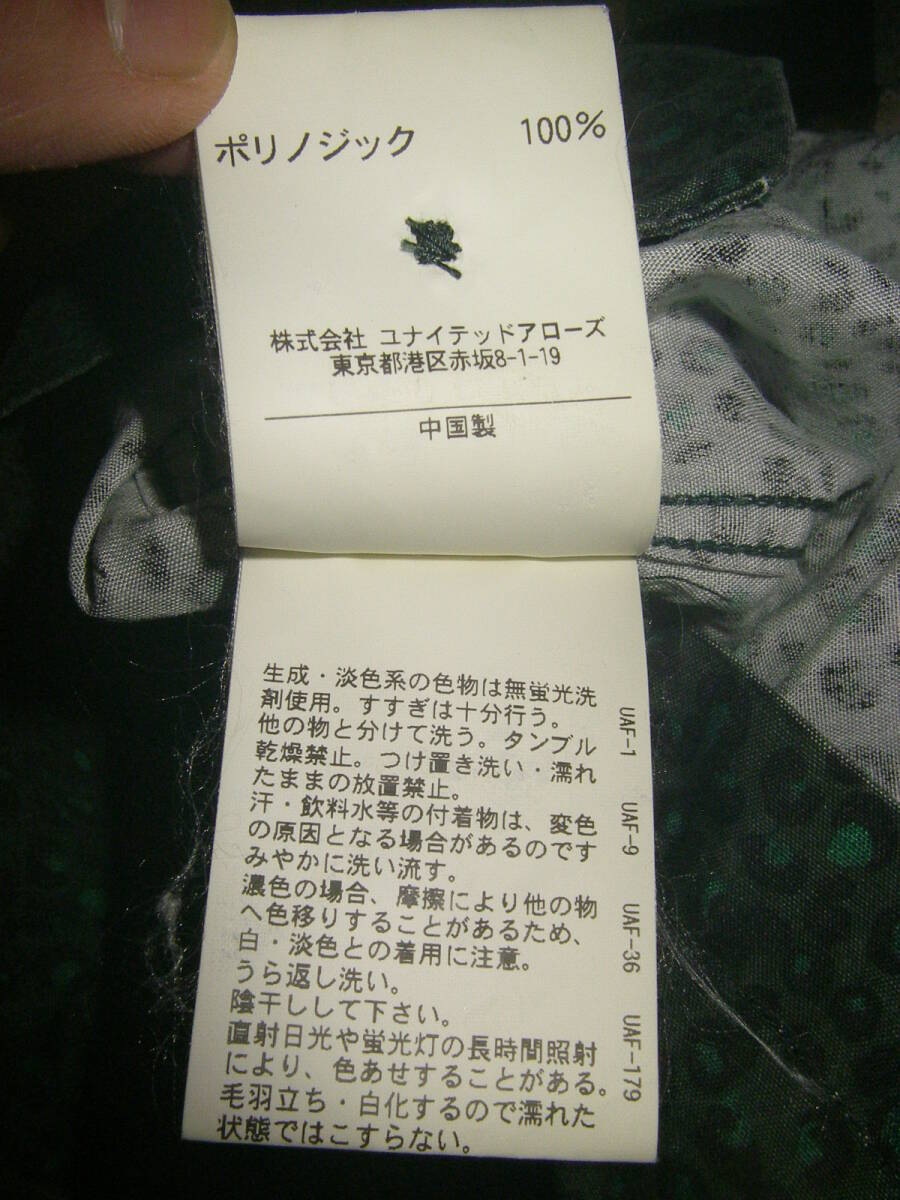 ポリノジック 100%
株式会社 ユナイテッドアローズ
東京都港区赤坂8-1-19
中国製
生成・淡色系の色物は無蛍光洗
剤使用。すすぎは十分行う。
他の物と分けて洗う。タンブル
乾燥禁止。つけ置き洗い・濡れ
たままの放置禁止。
汗・飲料水等の付着物は、変色
の原因となる場合があるのです
みやかに洗い流す。
濃色の場合、摩擦により他の物
へ色移りすることがあるため、
白・淡色との着用に注意。
うら返し洗い。
陰干しして下さい。
直射日光や蛍光灯の長時間照射
により、色あせすることがある。
毛羽立ち・白化するので濡れた
状態ではこすらない。
UAF-1 UAF-9 UAF-36 UAF-179